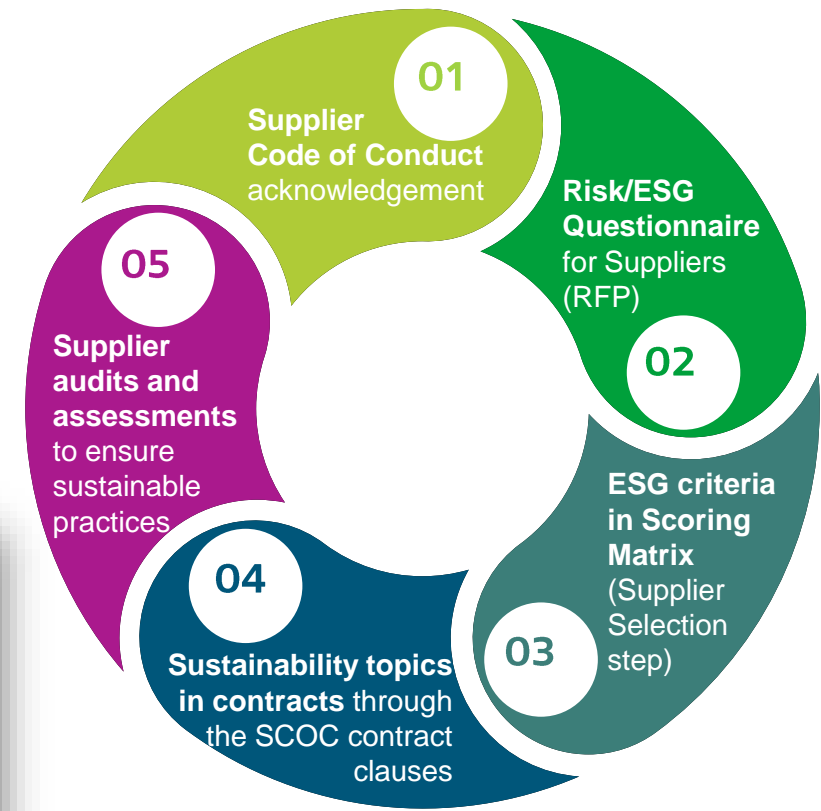 01
Supplier
Code of Conduct
acknowledgement
Risk/ESG
Questionnaire
for Suppliers
(RFP)
02
ESG criteria
in Scoring
Matrix
(Supplier
Selection
step)
03
04
Sustainability topics
in contracts through
the SCOC contract
clauses
05
Supplier
audits and
assessments
to ensure
sustainable
practices